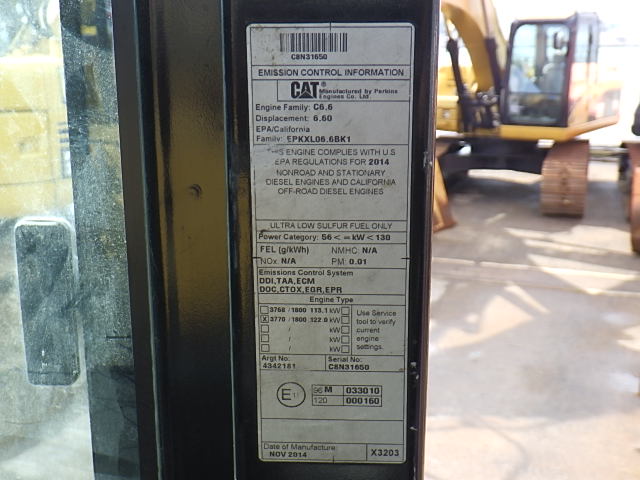 C8N31650
EMISSION CONTROL INFORMATION
CAT Manufactured by Perkins
Engines Co. Ltd.
Engine Family: C6.6
Displacement: 6.60
EPA/California
Family: EPKXL06.6BK1
THIS ENGINE COMPLIES WITH U.S
EPA REGULATIONS FOR 2014
NONROAD AND STATIONARY
DIESEL ENGINES AND CALIFORNIA
OFF-ROAD DIESEL ENGINES
ULTRA LOW SULFUR FUEL ONLY
Power Category: 56 < = kW < 130
FEL (g/kWh) NMHC: N/A
NOx: N/A PM: 0.01
Emissions Control System
DDI,TAA,ECM
DOC,CTOX,EGR,EPR
Engine Type
3768 / 1800 113.1 kW
X 3770 / 1800 122.0 kW
/ kW
/ kW
/ kW
Use Service
tool to verify
current
engine
settings.
Argt No: Serial No:
4342181 C8N31650
E11 96 M 033010
120 000160
Date of Manufacture
NOV 2014 X3203